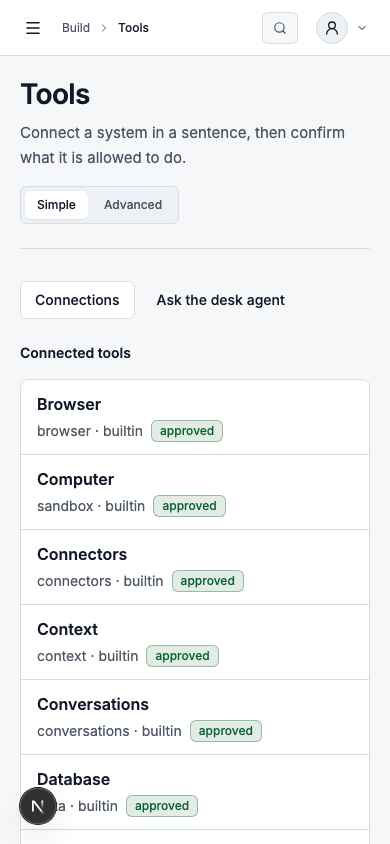 Build > Tools
Tools
Connect a system in a sentence, then confirm
what it is allowed to do.
Simple Advanced
Connections Ask the desk agent
Connected tools
Browser
browser · builtin approved
Computer
sandbox · builtin approved
Connectors
connectors · builtin approved
Context
context · builtin approved
Conversations
conversations · builtin approved
Database
ta · builtin approved
N